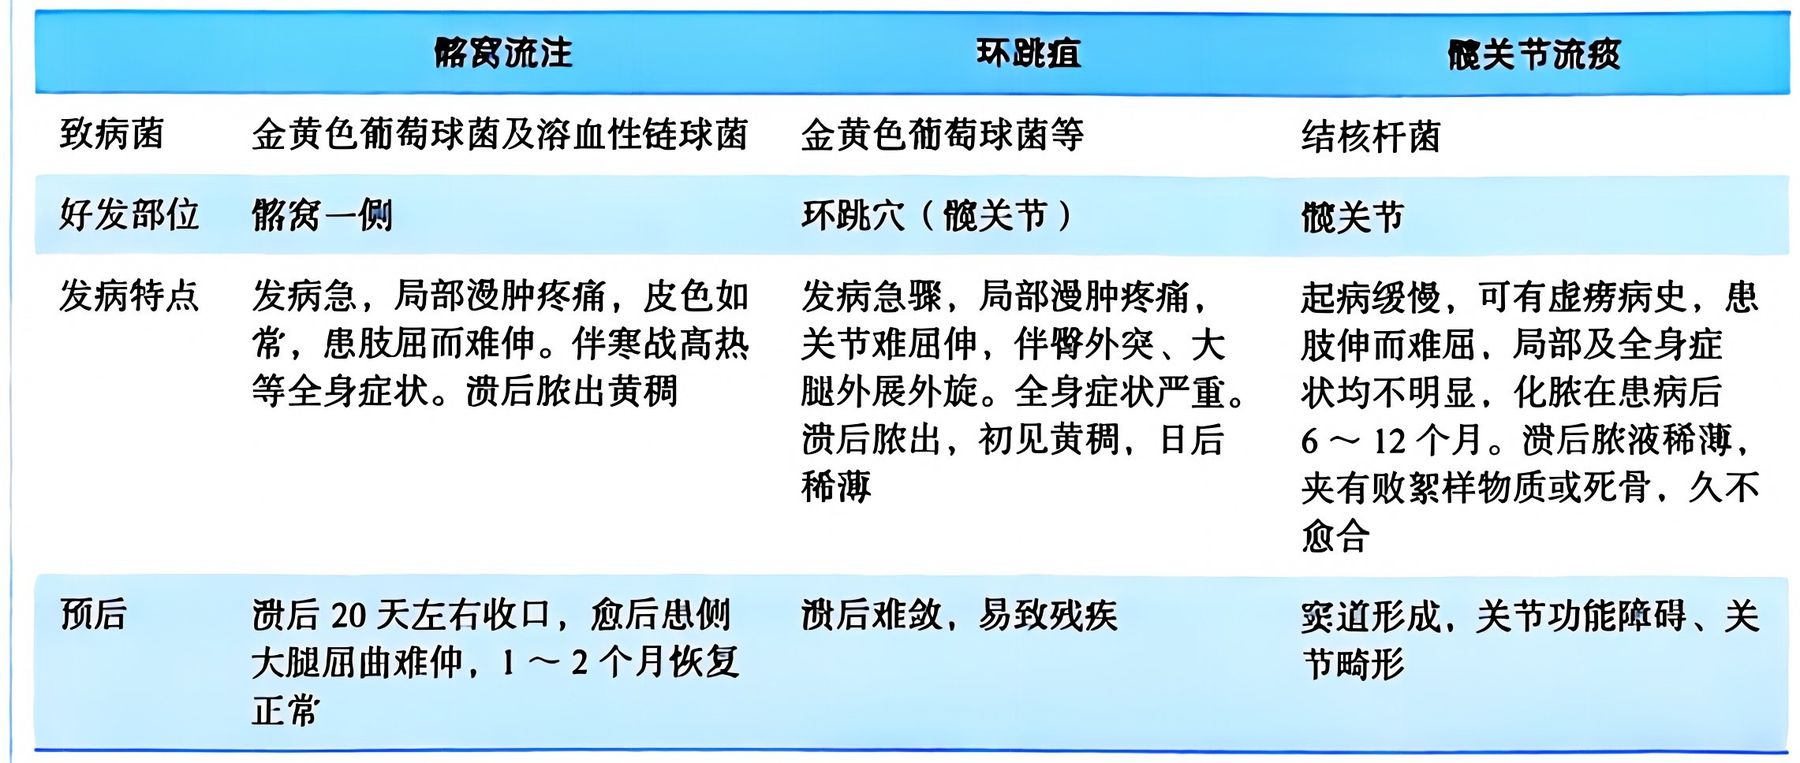 髂窝流注 环跳疽 髋关节流痰
致病菌 金黄色葡萄球菌及溶血性链球菌 金黄色葡萄球菌等 结核杆菌
好发部位 髂窝一侧 环跳穴（髋关节） 髋关节
发病特点 发病急，局部漫肿疼痛，皮色如 发病急骤，局部漫肿疼痛， 起病缓慢，可有虚痨病史，患
常，患肢屈而难伸。伴寒战高热 关节难屈伸，伴臀外突、大 肢伸而难屈，局部及全身症
等全身症状。溃后脓出黄稠 腿外展外旋。全身症状严重。 状均不明显，化脓在患病后
溃后脓出，初见黄稠，日后 6～12个月。溃后脓液稀薄，
稀薄 夹有败絮样物质或死骨，久不
愈合
预后 溃后20天左右收口，愈后患侧 溃后难敛，易致残疾 窦道形成，关节功能障碍、关
大腿屈曲难伸，1～2个月恢复 节畸形
正常